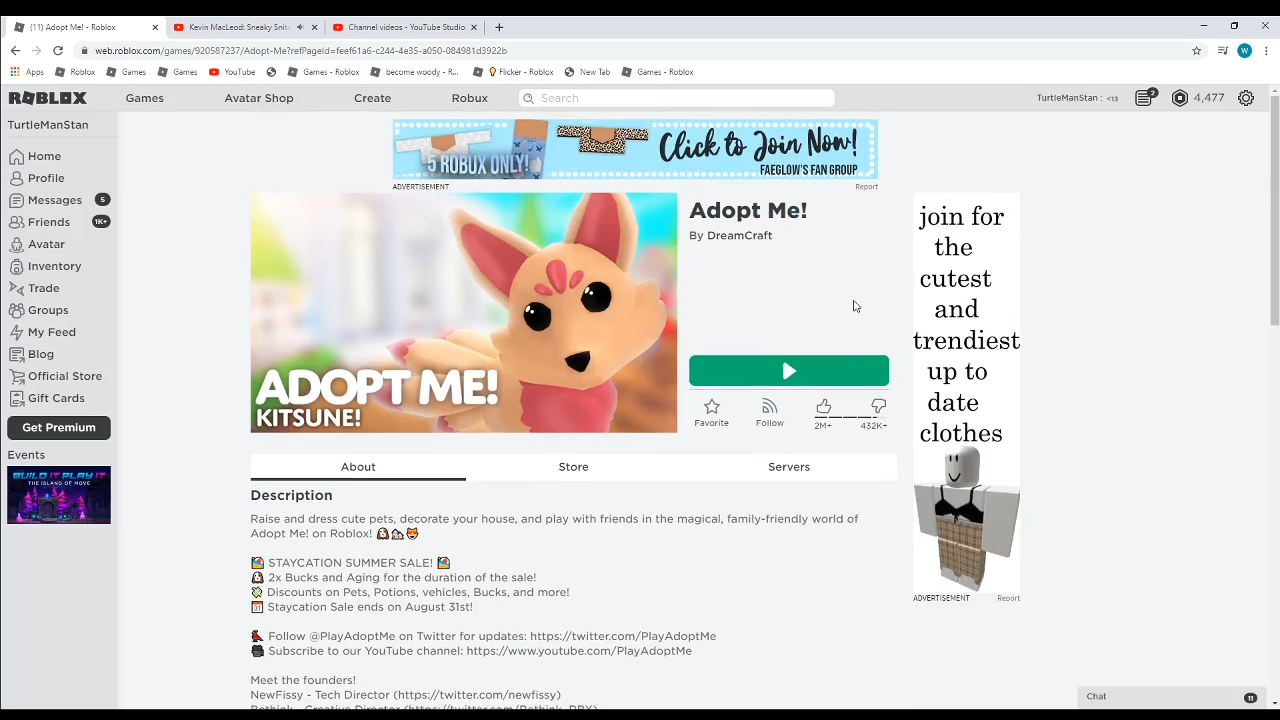 (11) Adopt Me! - Roblox
Kevin MacLeod: Sneaky Snit
Channel videos - YouTube Studio
web.roblox.com/games/920587237/Adopt-Me?refPageId=feef61a6-c244-4e35-a050-084981d3922b
W
Apps Roblox Games Games YouTube Games - Roblox become woody - R... Flicker - Roblox New Tab Games - Roblox
ROBLOX Games Avatar Shop Create Robux Search TurtleManStan : <13 2 4,477
TurtleManStan
Home
Profile
Messages 5
Friends 1K+
Avatar
Inventory
Trade
Groups
My Feed
Blog
Official Store
Gift Cards
Get Premium
Events
BUILD IT PLAY IT
THE ISLAND OF MOVE
5 ROBUX ONLY!
Click to Join Now!
FAEGLOW'S FAN GROUP
ADVERTISEMENT Report
ADOPT ME!
KITSUNE!
Adopt Me!
By DreamCraft
Favorite Follow 2M+ 432K+
About Store Servers
Description
Raise and dress cute pets, decorate your house, and play with friends in the magical, family-friendly world of
Adopt Me! on Roblox! 🐶🏠🦊
🏖 STAYCATION SUMMER SALE! 🏖
2x Bucks and Aging for the duration of the sale!
Discounts on Pets, Potions, vehicles, Bucks, and more!
Staycation Sale ends on August 31st!
Follow @PlayAdoptMe on Twitter for updates: https://twitter.com/PlayAdoptMe
Subscribe to our YouTube channel: https://www.youtube.com/PlayAdoptMe
Meet the founders!
NewFissy - Tech Director (https://twitter.com/newfissy)
Bethink - Creative Director (https://twitter.com/Bethink_RBX)
join for
the
cutest
and
trendiest
up to
date
clothes
ADVERTISEMENT Report
Chat 11